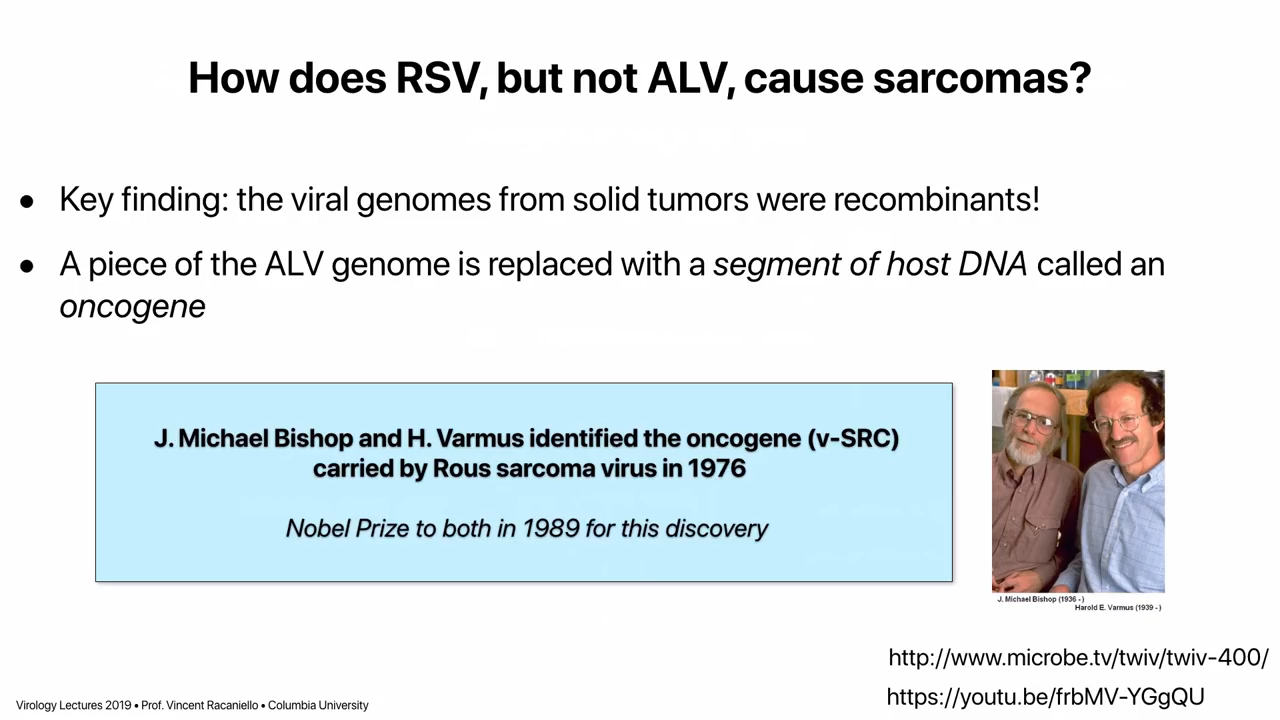 How does RSV, but not ALV, cause sarcomas?
• Key finding: the viral genomes from solid tumors were recombinants!
• A piece of the ALV genome is replaced with a segment of host DNA called an
oncogene
J. Michael Bishop and H. Varmus identified the oncogene (v-SRC)
carried by Rous sarcoma virus in 1976
Nobel Prize to both in 1989 for this discovery
J. Michael Bishop (1936 - )
Harold E. Varmus (1939 - )
http://www.microbe.tv/twiv/twiv-400/
https://youtu.be/frbMV-YGgQU
Virology Lectures 2019 • Prof. Vincent Racaniello • Columbia University